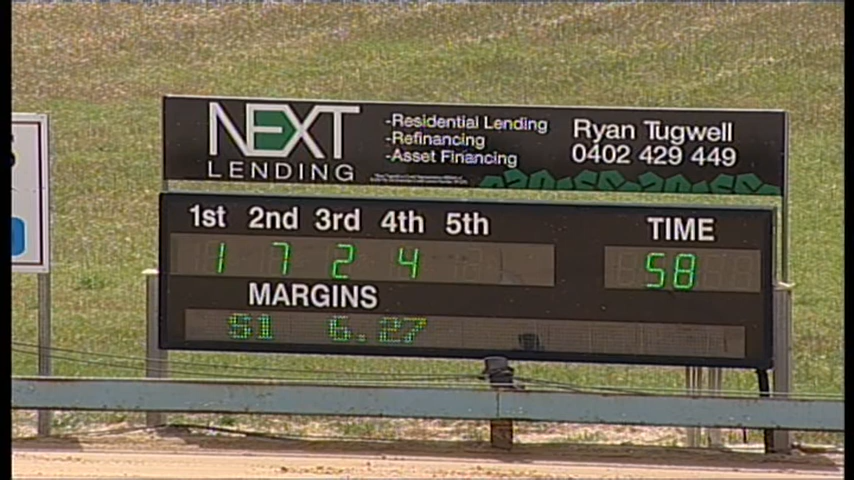 NEXT
LENDING
-Residential Lending
-Refinancing
-Asset Financing
Ryan Tugwell
0402 429 449
1st 2nd 3rd 4th 5th
TIME
1 7 2 4
58
MARGINS
6.27